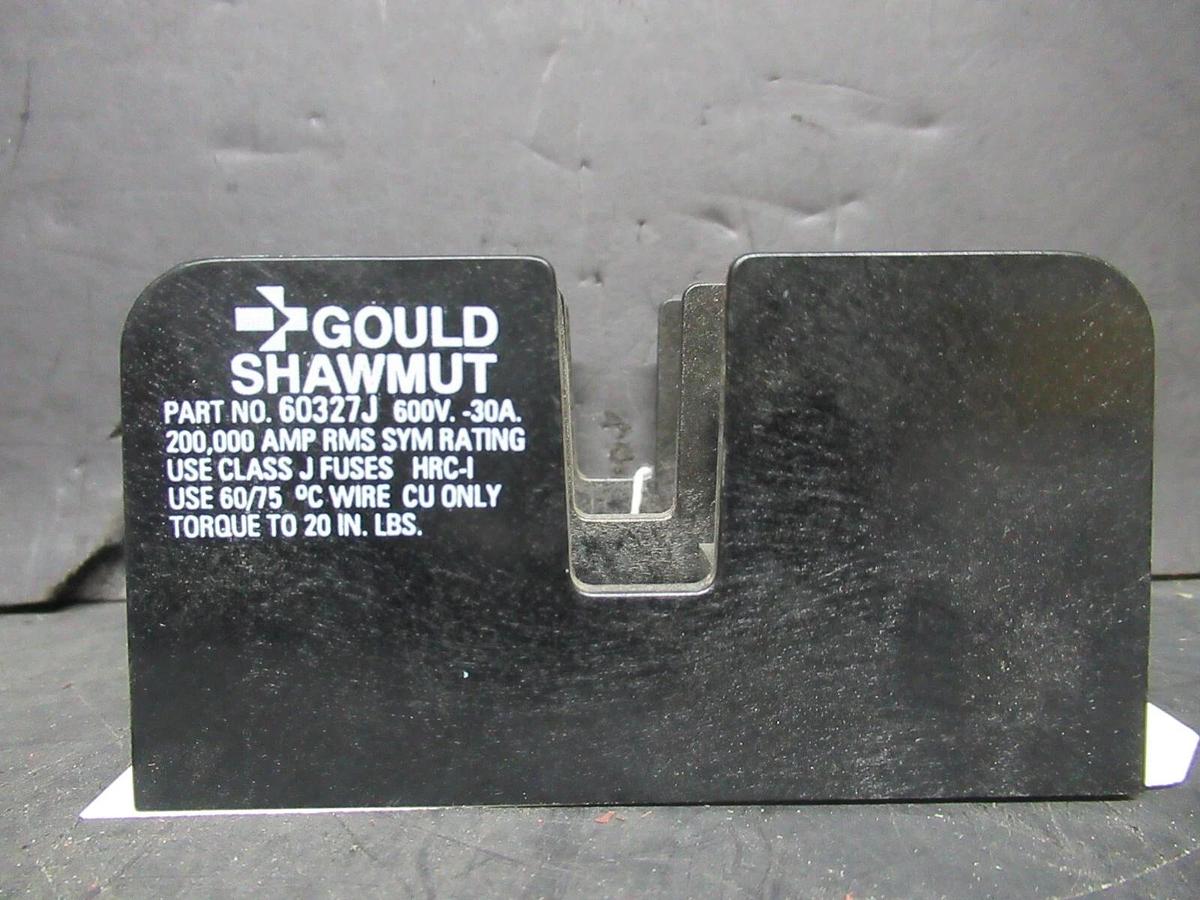 GOULD
SHAWMUT
PART NO. 60327J 600V. -30A.
200,000 AMP RMS SYM RATING
USE CLASS J FUSES HRC-I
USE 60/75 ºC WIRE CU ONLY
TORQUE TO 20 IN. LBS.